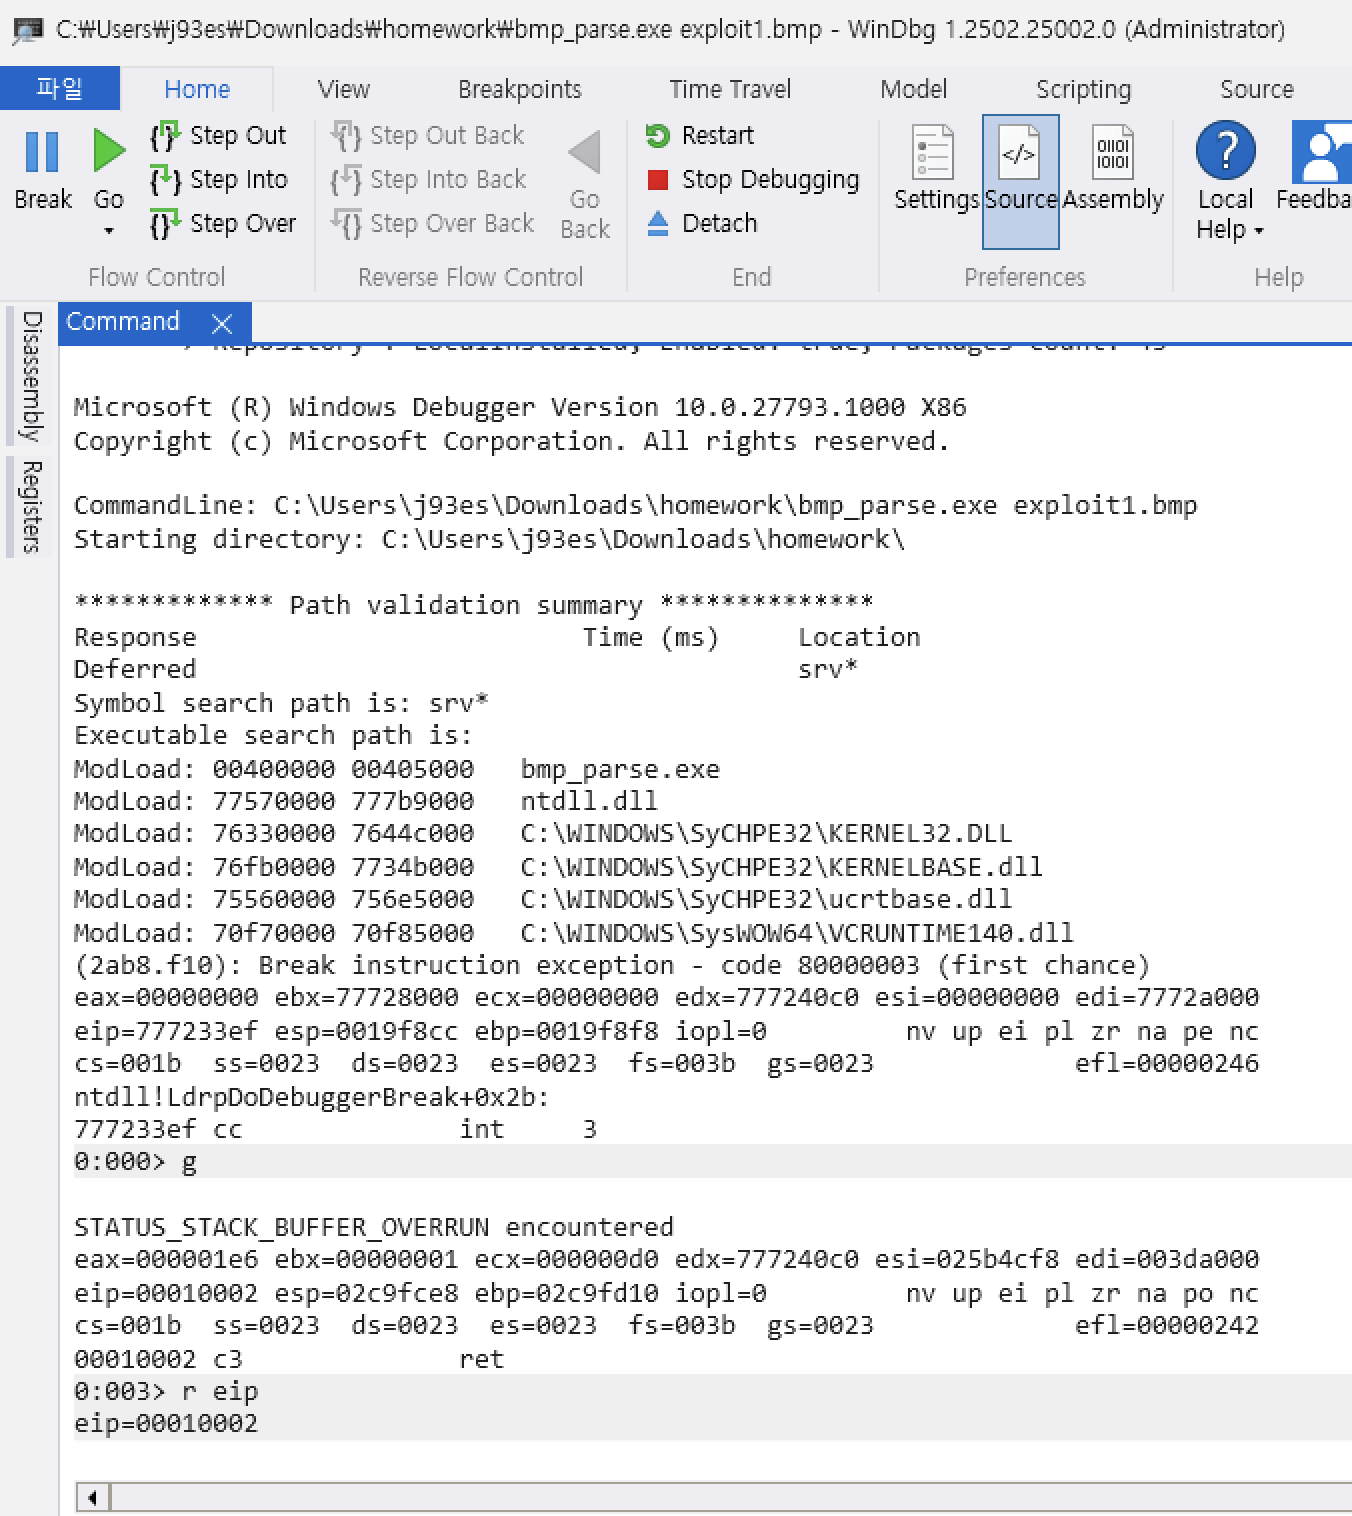 C:₩Users₩j93es₩Downloads₩homework₩bmp_parse.exe exploit1.bmp - WinDbg 1.2502.25002.0 (Administrator)
파일 Home View Breakpoints Time Travel Model Scripting Source
Break
Go
Step Out
Step Into
Step Over
Flow Control
Step Out Back
Step Into Back
Step Over Back
Go Back
Reverse Flow Control
Restart
Stop Debugging
Detach
End
Settings
Source
Assembly
Preferences
Local Help
Feedba
Help
Disassembly
Registers
Command
> Repository : LocalInstalled, Enabled: true, Packages count: 45
Microsoft (R) Windows Debugger Version 10.0.27793.1000 X86
Copyright (c) Microsoft Corporation. All rights reserved.
CommandLine: C:\Users\j93es\Downloads\homework\bmp_parse.exe exploit1.bmp
Starting directory: C:\Users\j93es\Downloads\homework\
************* Path validation summary **************
Response                         Time (ms)     Location
Deferred                                       srv*
Symbol search path is: srv*
Executable search path is:
ModLoad: 00400000 00405000   bmp_parse.exe
ModLoad: 77570000 777b9000   ntdll.dll
ModLoad: 76330000 7644c000   C:\WINDOWS\SyCHPE32\KERNEL32.DLL
ModLoad: 76fb0000 7734b000   C:\WINDOWS\SyCHPE32\KERNELBASE.dll
ModLoad: 75560000 756e5000   C:\WINDOWS\SyCHPE32\ucrtbase.dll
ModLoad: 70f70000 70f85000   C:\WINDOWS\SysWOW64\VCRUNTIME140.dll
(2ab8.f10): Break instruction exception - code 80000003 (first chance)
eax=00000000 ebx=77728000 ecx=00000000 edx=777240c0 esi=00000000 edi=7772a000
eip=777233ef esp=0019f8cc ebp=0019f8f8 iopl=0         nv up ei pl zr na pe nc
cs=001b  ss=0023  ds=0023  es=0023  fs=003b  gs=0023             efl=00000246
ntdll!LdrpDoDebuggerBreak+0x2b:
777233ef cc              int     3
0:000> g
STATUS_STACK_BUFFER_OVERRUN encountered
eax=000001e6 ebx=00000001 ecx=000000d0 edx=777240c0 esi=025b4cf8 edi=003da000
eip=00010002 esp=02c9fce8 ebp=02c9fd10 iopl=0         nv up ei pl zr na po nc
cs=001b  ss=0023  ds=0023  es=0023  fs=003b  gs=0023             efl=00000242
00010002 c3              ret
0:003> r eip
eip=00010002